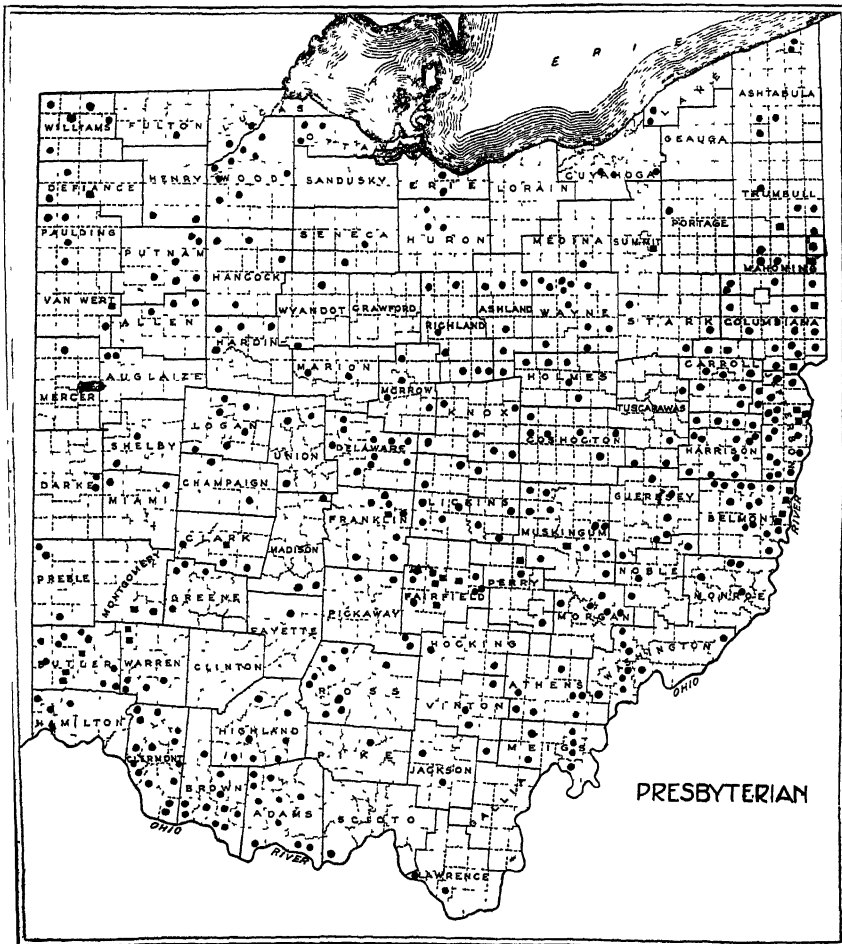 LAKE ERIE
LAKE
ASHTABULA
WILLIAMS
FULTON
LUCAS
GEAUGA
OTTAWA
CUYAHOGA
DEFIANCE
HENRY
WOOD
SANDUSKY
ERIE
LORAIN
TRUMBULL
PAULDING
PUTNAM
SENECA
HURON
MEDINA
SUMMIT
PORTAGE
MAHONING
HANCOCK
VAN WERT
ALLEN
WYANDOT
CRAWFORD
RICHLAND
ASHLAND
WAYNE
STARK
COLUMBIANA
HARDIN
MARION
CARROLL
MERCER
AUGLAIZE
MORROW
HOLMES
TUSCARAWAS
LOGAN
KNOX
UNION
DELAWARE
COSHOCTON
HARRISON
SHELBY
DARKE
CHAMPAIGN
MIAMI
LICKING
GUERNSEY
BELMONT
RIVER
FRANKLIN
MUSKINGUM
CLARK
MADISON
PREBLE
MONTGOMERY
GREENE
FAIRFIELD
PERRY
NOBLE
MONROE
PICKAWAY
MORGAN
FAYETTE
HOCKING
WASHINGTON
BUTLER
WARREN
CLINTON
ROSS
ATHENS
OHIO
VINTON
HAMILTON
HIGHLAND
CLERMONT
PIKE
MEIGS
JACKSON
BROWN
ADAMS
SCIOTO
GALLIA
PRESBYTERIAN
OHIO
RIVER
LAWRENCE